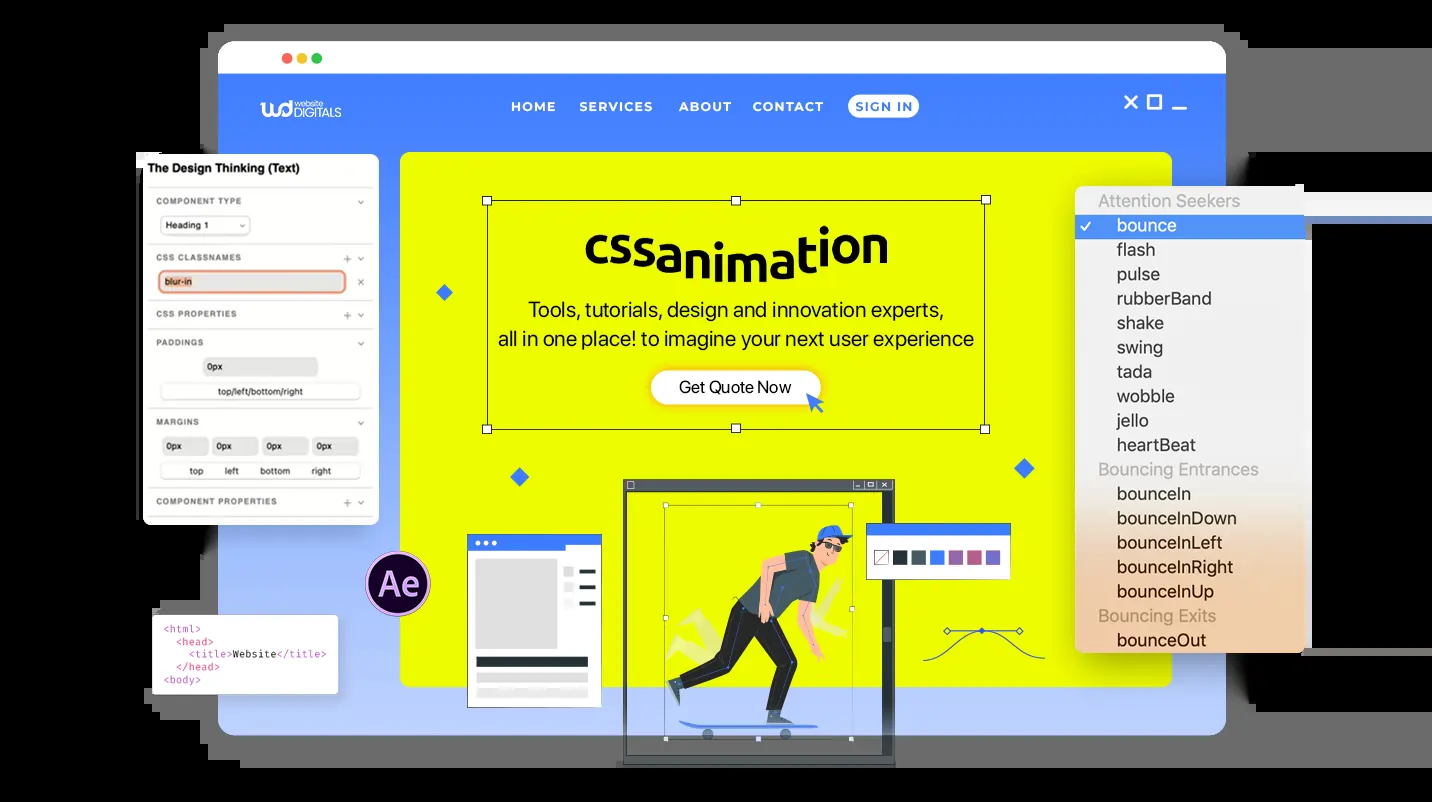 website
wd DIGITALS
HOME SERVICES ABOUT CONTACT SIGN IN
The Design Thinking (Text)
COMPONENT TYPE
Heading 1
CSS CLASSNAMES
blur-in
CSS PROPERTIES
PADDINGS
0px
top/left/bottom/right
MARGINS
0px 0px 0px 0px
top left bottom right
COMPONENT PROPERTIES
cssanimation
Tools, tutorials, design and innovation experts,
all in one place! to imagine your next user experience
Get Quote Now
Attention Seekers
bounce
flash
pulse
rubberBand
shake
swing
tada
wobble
jello
heartBeat
Bouncing Entrances
bounceIn
bounceInDown
bounceInLeft
bounceInRight
bounceInUp
Bouncing Exits
bounceOut
Ae
<html>
<head>
<title>Website</title>
</head>
<body>